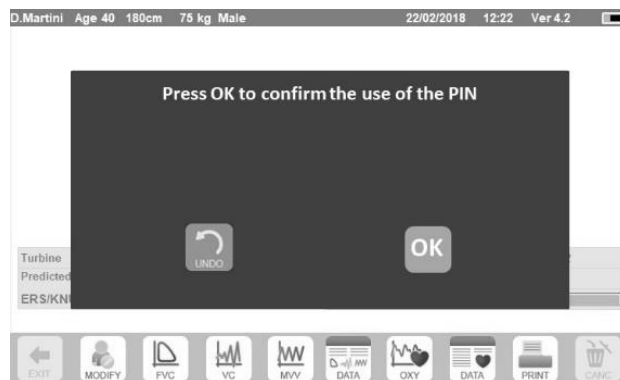 D.Martini Age 40 180cm 75 kg Male 22/02/2018 12:22 Ver 4.2
Press OK to confirm the use of the PIN
UNDO OK
Turbine
Predicted
EXIT MODIFY FVC VC MVV DATA OXY DATA PRINT CANC